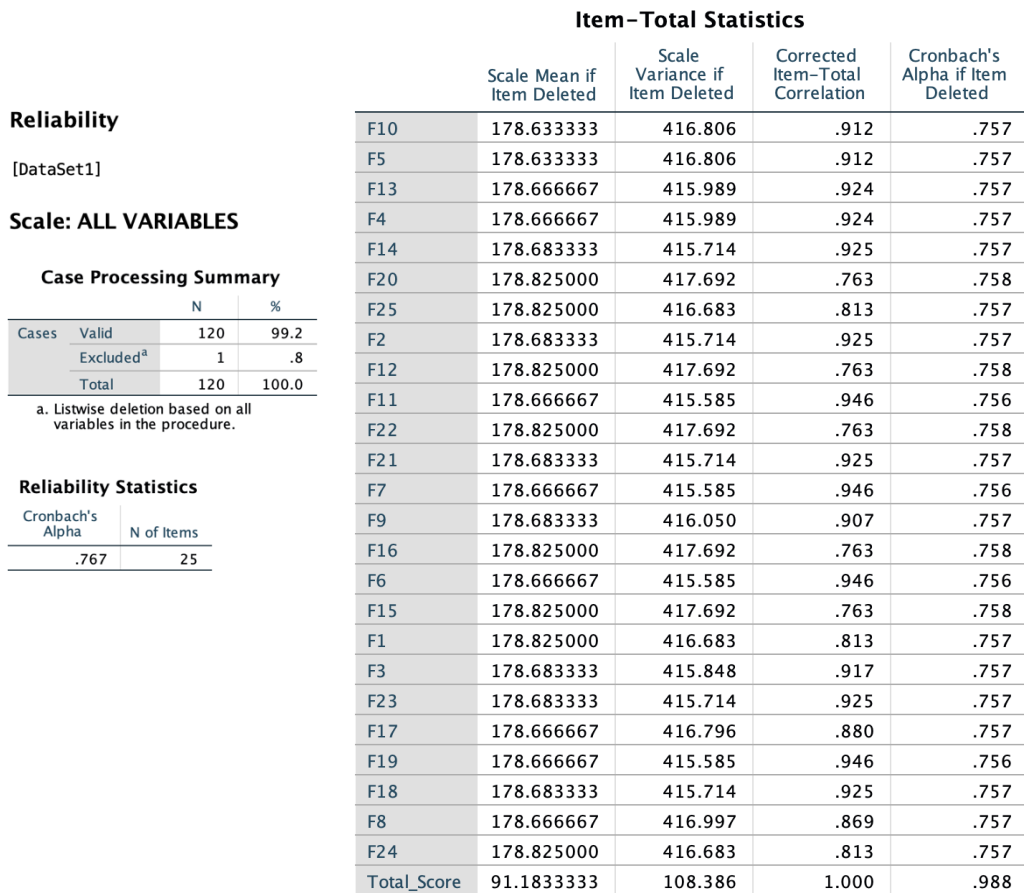 Reliability
[DataSet1]
Scale: ALL VARIABLES
Case Processing Summary
N %
Cases Valid 120 99.2
Excludedᵃ 1 .8
Total 120 100.0
a. Listwise deletion based on all
variables in the procedure.
Reliability Statistics
Cronbach's
Alpha N of Items
.767 25
Item-Total Statistics
Scale Mean if
Item Deleted
Scale
Variance if
Item Deleted
Corrected
Item-Total
Correlation
Cronbach's
Alpha if Item
Deleted
F10 178.633333 416.806 .912 .757
F5 178.633333 416.806 .912 .757
F13 178.666667 415.989 .924 .757
F4 178.666667 415.989 .924 .757
F14 178.683333 415.714 .925 .757
F20 178.825000 417.692 .763 .758
F25 178.825000 416.683 .813 .757
F2 178.683333 415.714 .925 .757
F12 178.825000 417.692 .763 .758
F11 178.666667 415.585 .946 .756
F22 178.825000 417.692 .763 .758
F21 178.683333 415.714 .925 .757
F7 178.666667 415.585 .946 .756
F9 178.683333 416.050 .907 .757
F16 178.825000 417.692 .763 .758
F6 178.666667 415.585 .946 .756
F15 178.825000 417.692 .763 .758
F1 178.825000 416.683 .813 .757
F3 178.683333 415.848 .917 .757
F23 178.683333 415.714 .925 .757
F17 178.666667 416.796 .880 .757
F19 178.666667 415.585 .946 .756
F18 178.683333 415.714 .925 .757
F8 178.666667 416.997 .869 .757
F24 178.825000 416.683 .813 .757
Total_Score 91.1833333 108.386 1.000 .988